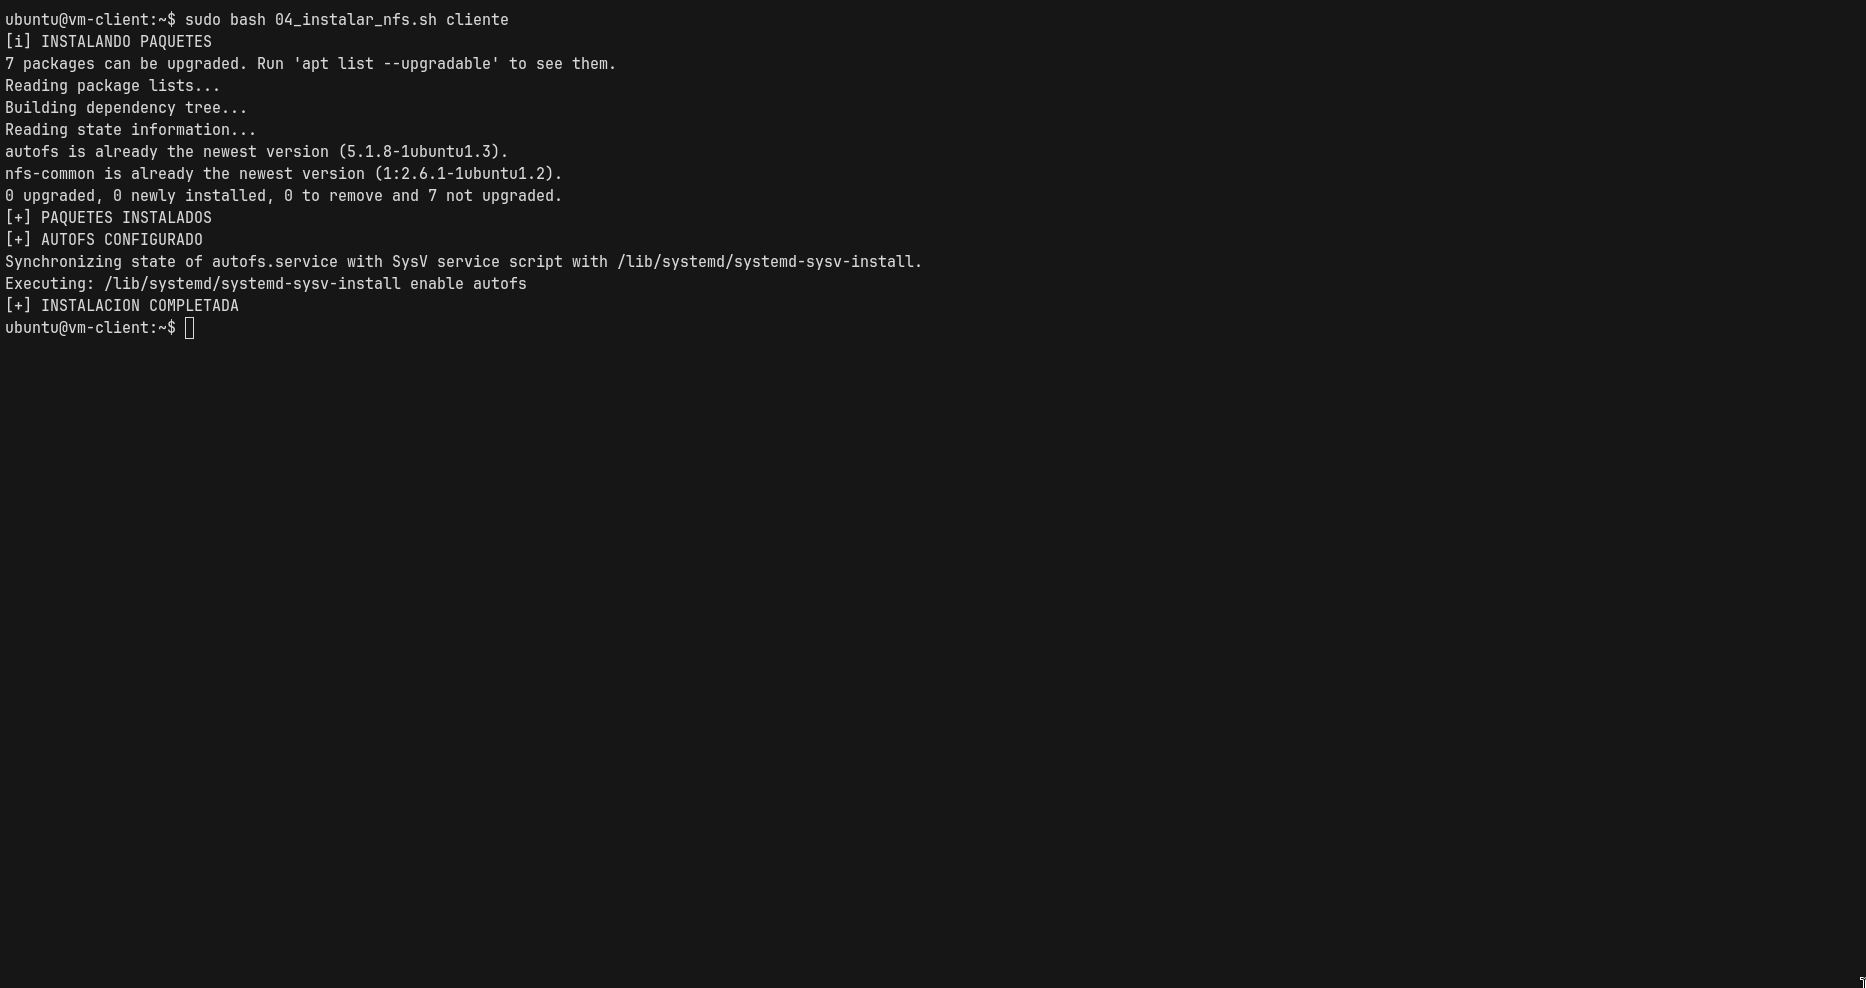 ubuntu@vm-client:~$ sudo bash 04_instalar_nfs.sh cliente
[i] INSTALANDO PAQUETES
7 packages can be upgraded. Run 'apt list --upgradable' to see them.
Reading package lists...
Building dependency tree...
Reading state information...
autofs is already the newest version (5.1.8-1ubuntu1.3).
nfs-common is already the newest version (1:2.6.1-1ubuntu1.2).
0 upgraded, 0 newly installed, 0 to remove and 7 not upgraded.
[+] PAQUETES INSTALADOS
[+] AUTOFS CONFIGURADO
Synchronizing state of autofs.service with SysV service script with /lib/systemd/systemd-sysv-install.
Executing: /lib/systemd/systemd-sysv-install enable autofs
[+] INSTALACION COMPLETADA
ubuntu@vm-client:~$